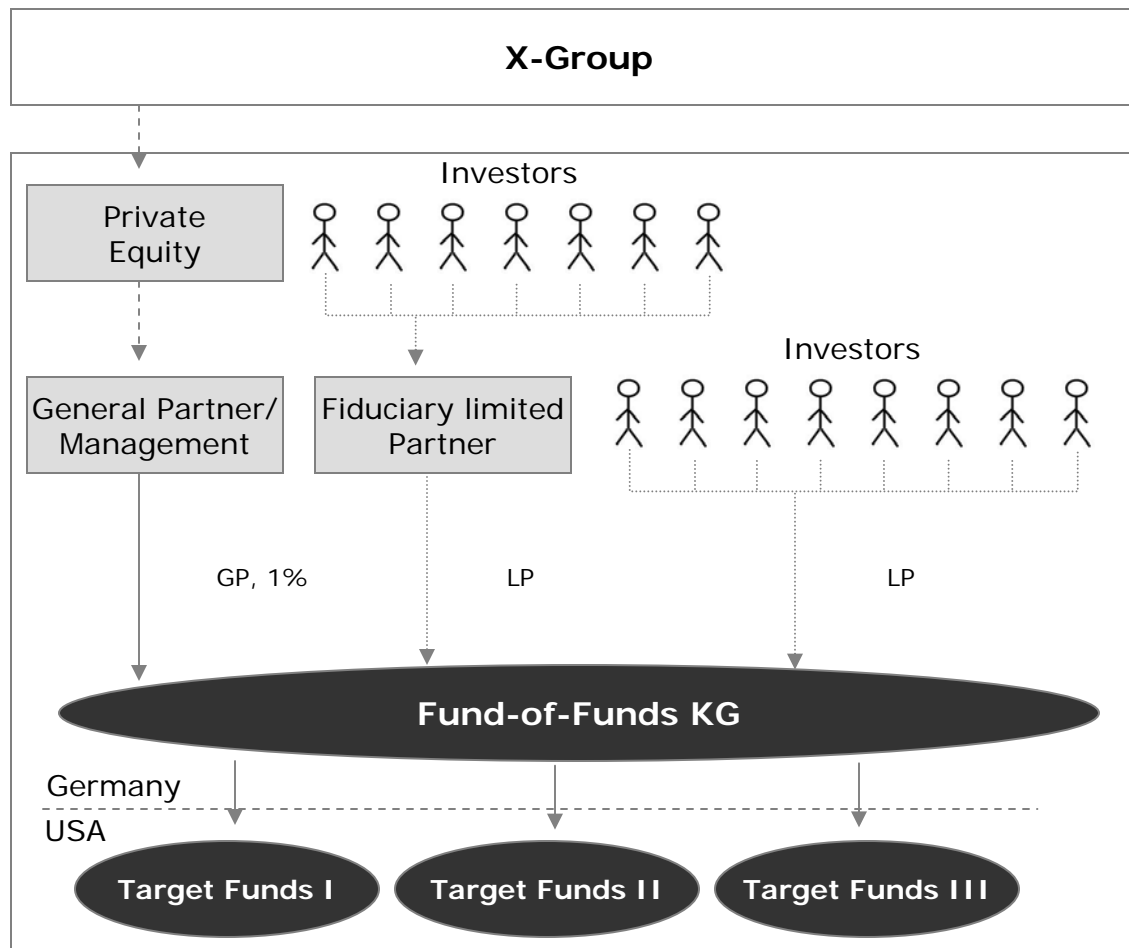 X-Group
Investors
Private
Equity
Investors
General Partner/
Management
Fiduciary limited
Partner
GP, 1%
LP
LP
Fund-of-Funds KG
Germany
USA
Target Funds I
Target Funds II
Target Funds III